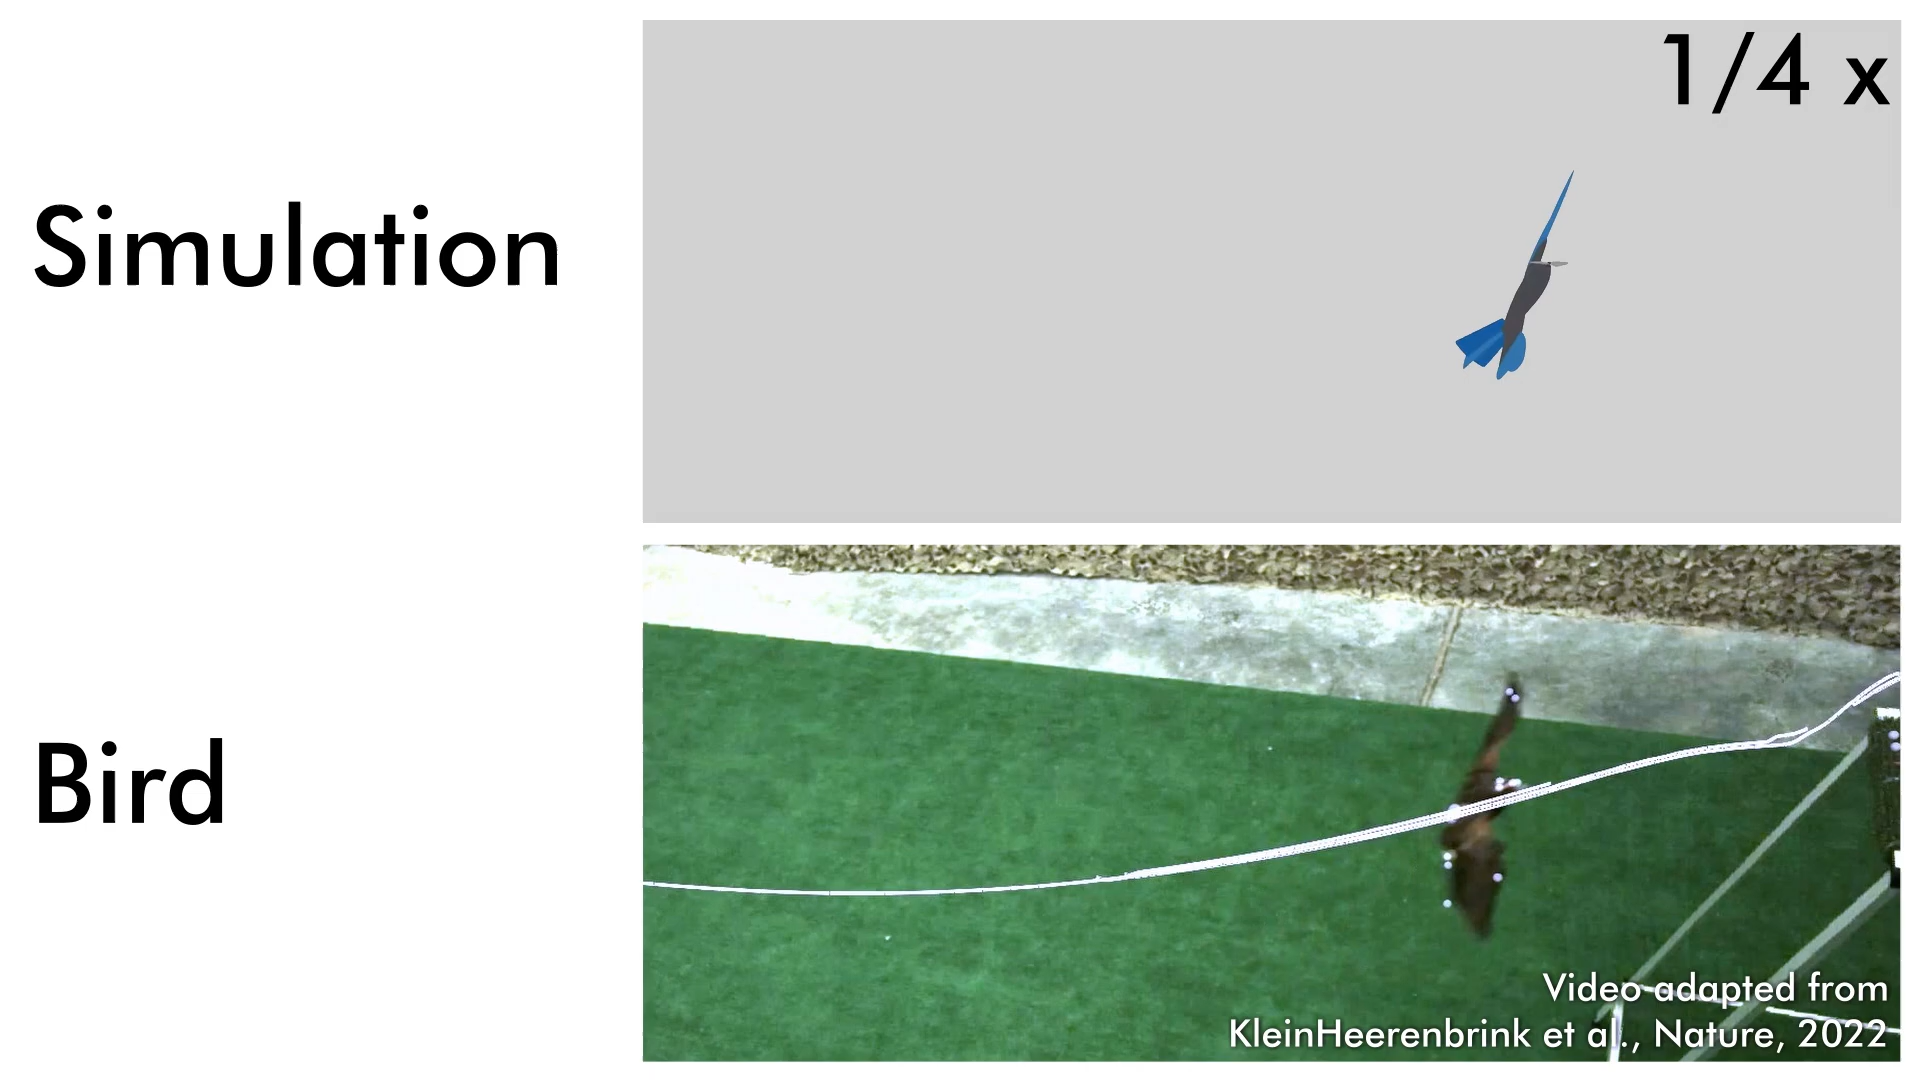 1/4 x
Simulation
Bird
Video adapted from
KleinHeerenbrink et al., Nature, 2022